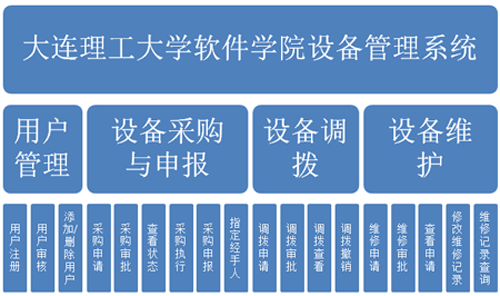 大连理工大学软件学院设备管理系统
用户
管理
设备采购
与申报
设备调
拨
设备维
护
用户注册
用户审核
添加/删除用户
采购申请
采购审批
查看状态
采购执行
采购申报
指定经手人
调拨申请
调拨审批
调拨查看
调拨撤销
维修申请
维修审批
查看申请
修改维修记录
维修记录查询